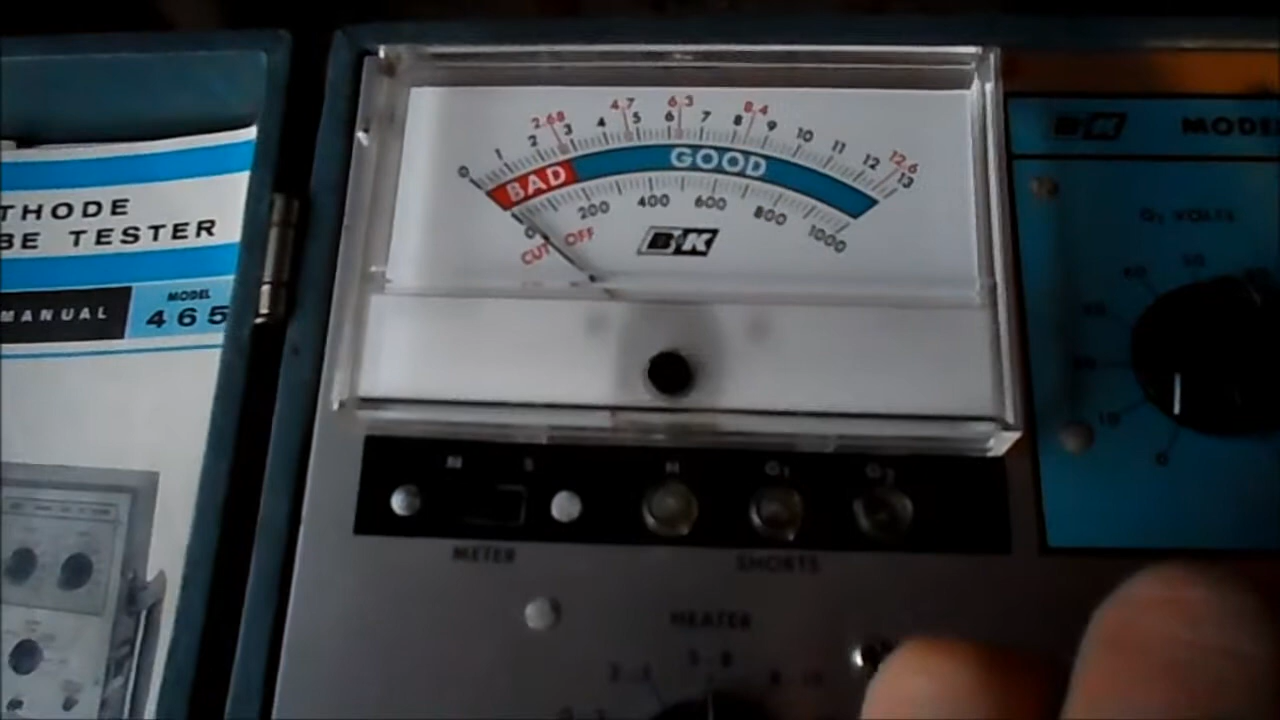 THODE
BE TESTER
MANUAL
MODEL
465
2.68 4.7 6.3 8.4 12.6
0 1 2 3 4 5 6 7 8 9 10 11 12 13
BAD GOOD
0 200 400 600 800 1000
CUT OFF
B&K
B&K MODE
G₁ VOLTS
10
0
M S H G₁ G₂
METER SHORTS
HEATER